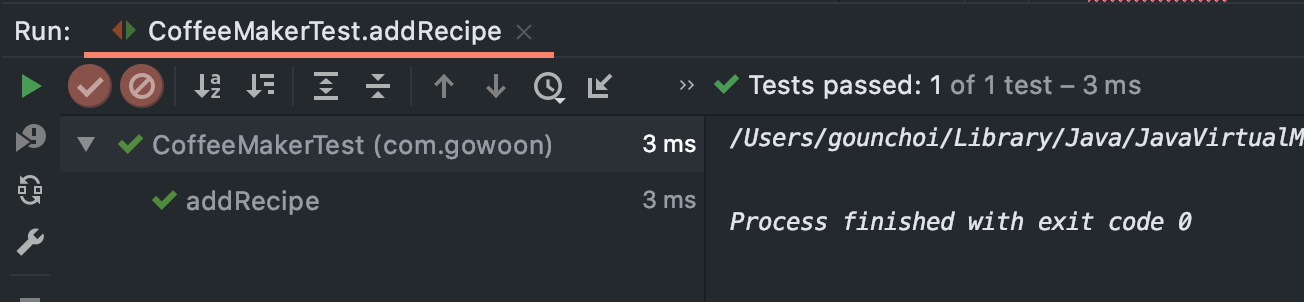 Run: CoffeeMakerTest.addRecipe
Tests passed: 1 of 1 test – 3 ms
CoffeeMakerTest (com.gowoon) 3 ms
addRecipe 3 ms
/Users/gounchoi/Library/Java/JavaVirtualM
Process finished with exit code 0